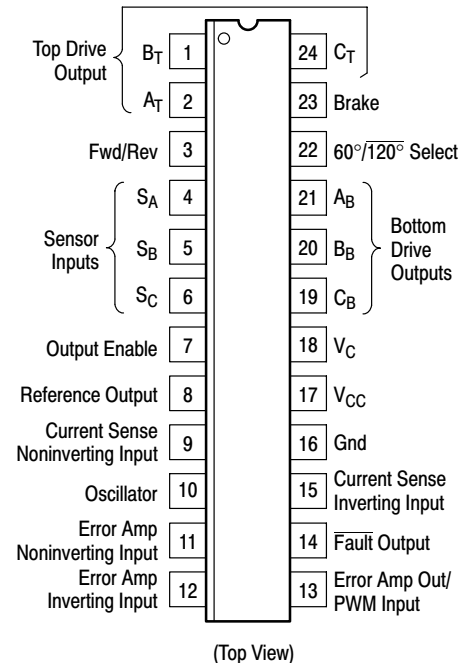 Top Drive
Output
B_T 1
A_T 2
Fwd/Rev 3
Sensor
Inputs
S_A 4
S_B 5
S_C 6
Output Enable 7
Reference Output 8
Current Sense
Noninverting Input 9
Oscillator 10
Error Amp
Noninverting Input 11
Error Amp
Inverting Input 12
24 C_T
23 Brake
22 60°/1̅2̅0̅°̅ Select
21 A_B
20 B_B
19 C_B
Bottom
Drive
Outputs
18 V_C
17 V_CC
16 Gnd
15 Current Sense
Inverting Input
14 F̅a̅u̅l̅t̅ Output
13 Error Amp Out/
PWM Input
(Top View)